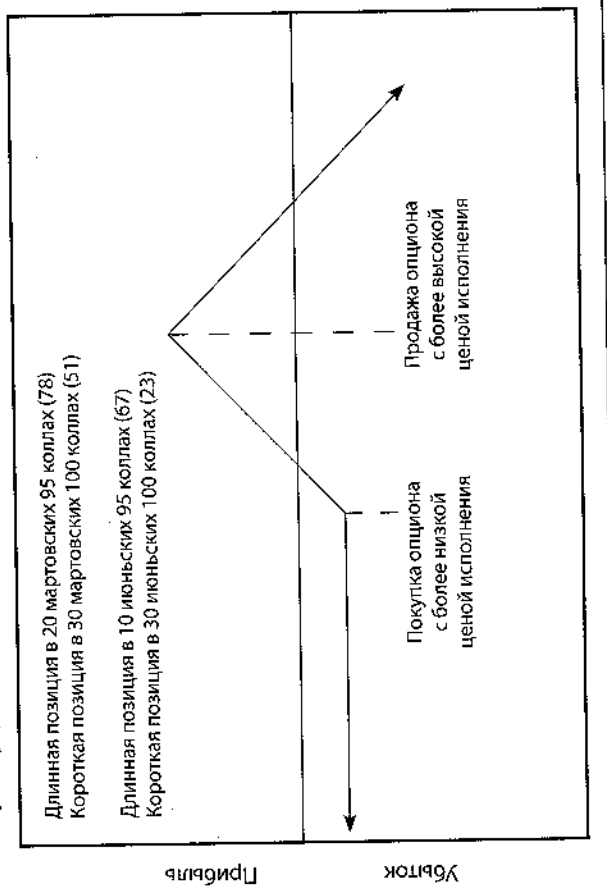 Длинная позиция в 20 мартовских 95 коллах (78)
Короткая позиция в 30 мартовских 100 коллах (51)
Длинная позиция в 10 июньских 95 коллах (67)
Короткая позиция в 30 июньских 100 коллах (23)
Прибыль
Убыток
Покупка опциона
с более низкой
ценой исполнения
Продажа опциона
с более высокой
ценой исполнения